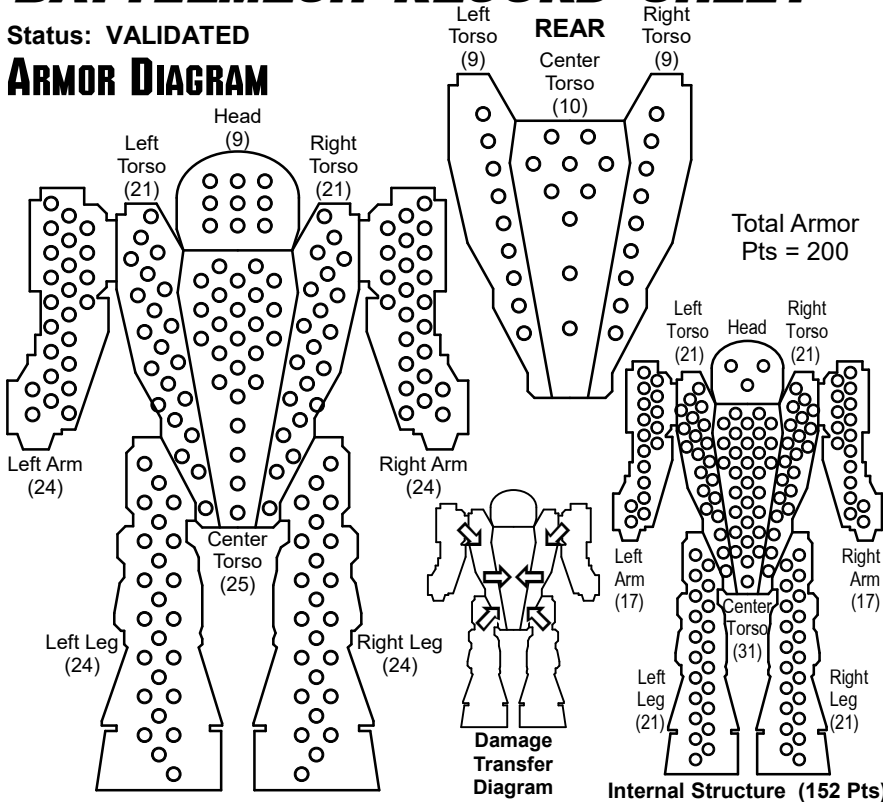 BATTLEMECH RECORD SHEET
Status: VALIDATED
ARMOR DIAGRAM
Head
(9)
Left
Torso
(21)
Right
Torso
(21)
Left Arm
(24)
Right Arm
(24)
Center
Torso
(25)
Left Leg
(24)
Right Leg
(24)
REAR
Left
Torso
(9)
Center
Torso
(10)
Right
Torso
(9)
Total Armor
Pts = 200
Left
Torso
(21)
Head
Right
Torso
(21)
Left
Arm
(17)
Right
Arm
(17)
Center
Torso
(31)
Left
Leg
(21)
Right
Leg
(21)
Damage
Transfer
Diagram
Internal Structure (152 Pts)